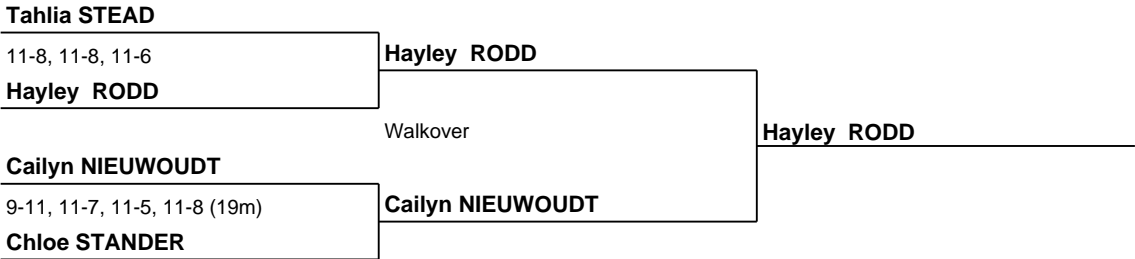 Tahlia STEAD
11-8, 11-8, 11-6
Hayley RODD
Hayley RODD
Walkover
Hayley RODD
Cailyn NIEUWOUDT
9-11, 11-7, 11-5, 11-8 (19m)
Cailyn NIEUWOUDT
Chloe STANDER